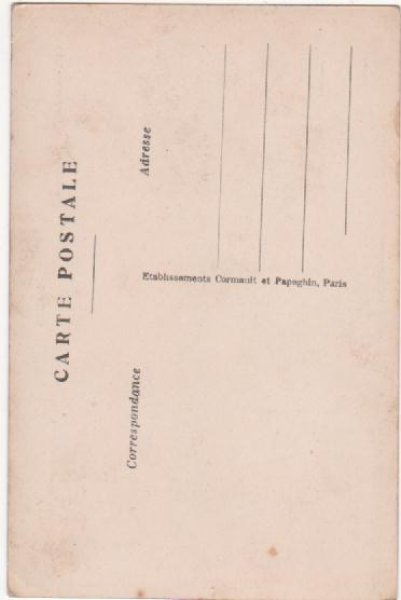 CARTE POSTALE
Correspondance
Adresse
Etablissements Cormault et Papeghin, Paris